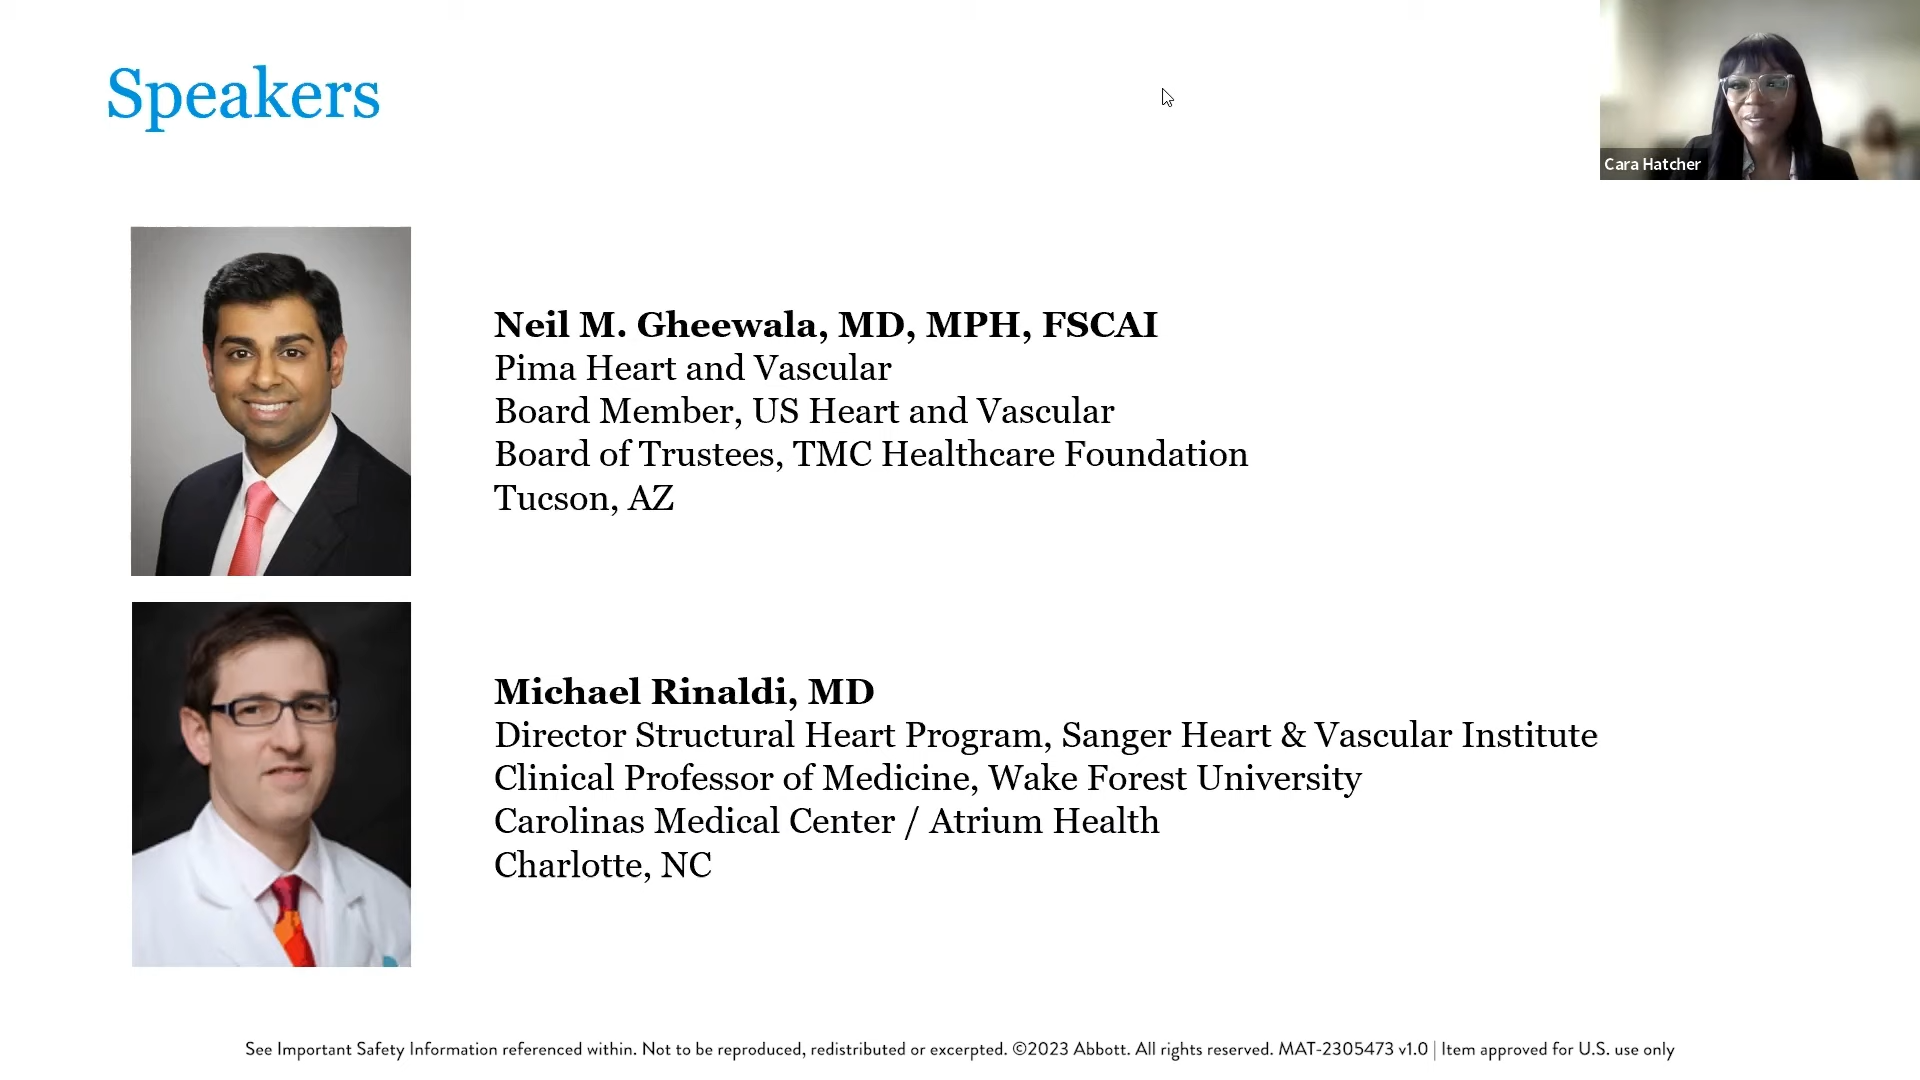 Speakers
Cara Hatcher
Neil M. Gheewala, MD, MPH, FSCAI
Pima Heart and Vascular
Board Member, US Heart and Vascular
Board of Trustees, TMC Healthcare Foundation
Tucson, AZ
Michael Rinaldi, MD
Director Structural Heart Program, Sanger Heart & Vascular Institute
Clinical Professor of Medicine, Wake Forest University
Carolinas Medical Center / Atrium Health
Charlotte, NC
See Important Safety Information referenced within. Not to be reproduced, redistributed or excerpted. ©2023 Abbott. All rights reserved. MAT-2305473 v1.0 | Item approved for U.S. use only